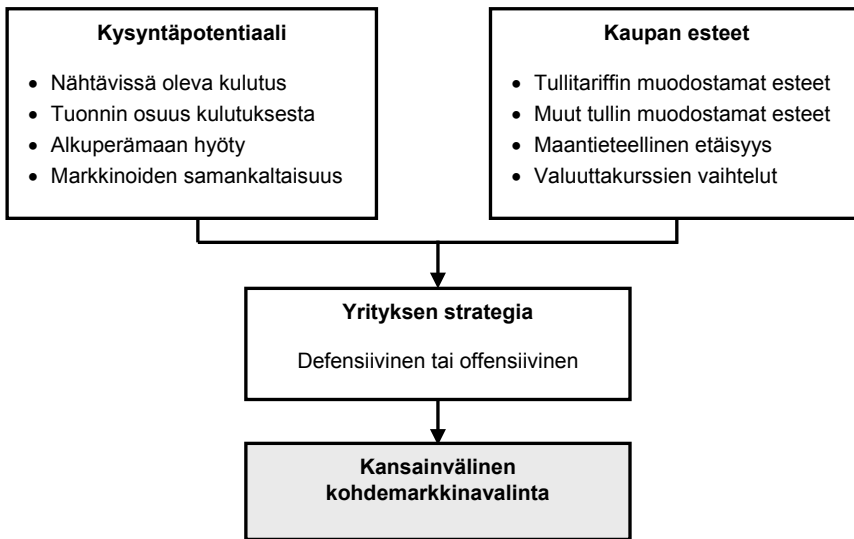 Kysyntäpotentiaali
• Nähtävissä oleva kulutus
• Tuonnin osuus kulutuksesta
• Alkuperämaan hyöty
• Markkinoiden samankaltaisuus
Kaupan esteet
• Tullitariffin muodostamat esteet
• Muut tullin muodostamat esteet
• Maantieteellinen etäisyys
• Valuuttakurssien vaihtelut
Yrityksen strategia
Defensiivinen tai offensiivinen
Kansainvälinen
kohdemarkkinavalinta